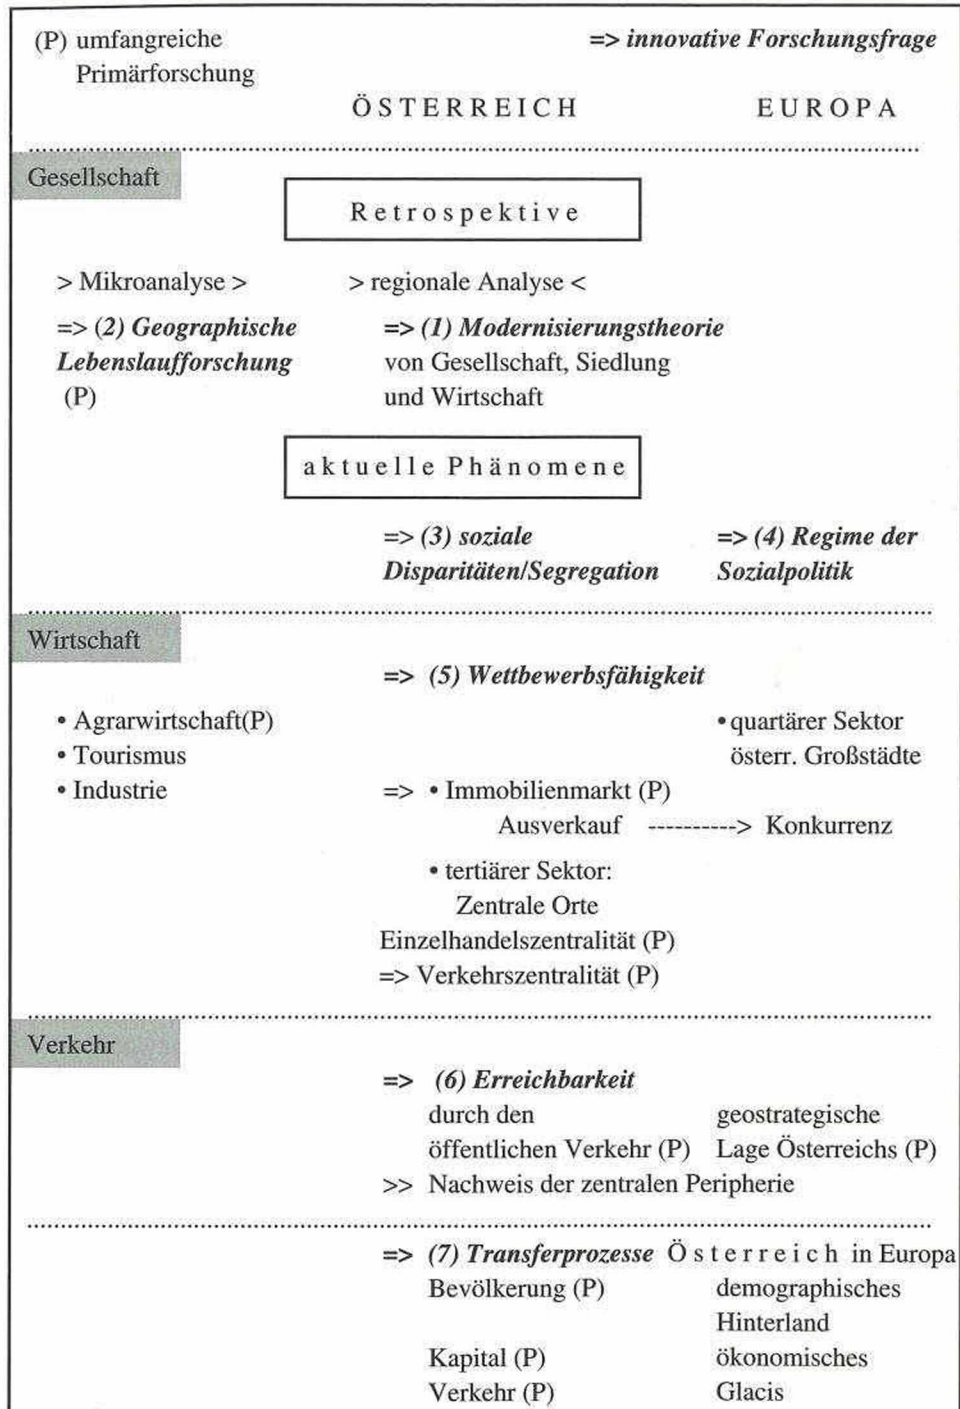 (P) umfangreiche => innovative Forschungsfrage
Primärforschung
ÖSTERREICH EUROPA
Gesellschaft
Retrospektive
> Mikroanalyse > > regionale Analyse <
=> (2) Geographische => (1) Modernisierungstheorie
Lebenslaufforschung von Gesellschaft, Siedlung
(P) und Wirtschaft
aktuelle Phänomene
=> (3) soziale => (4) Regime der
Disparitäten/Segregation Sozialpolitik
Wirtschaft
=> (5) Wettbewerbsfähigkeit
• Agrarwirtschaft(P) • quartärer Sektor
• Tourismus österr. Großstädte
• Industrie => • Immobilienmarkt (P)
Ausverkauf ----------> Konkurrenz
• tertiärer Sektor:
Zentrale Orte
Einzelhandelszentralität (P)
=> Verkehrszentralität (P)
Verkehr
=> (6) Erreichbarkeit
durch den geostrategische
öffentlichen Verkehr (P) Lage Österreichs (P)
>> Nachweis der zentralen Peripherie
=> (7) Transferprozesse Österreich in Europa
Bevölkerung (P) demographisches
Hinterland
Kapital (P) ökonomisches
Verkehr (P) Glacis